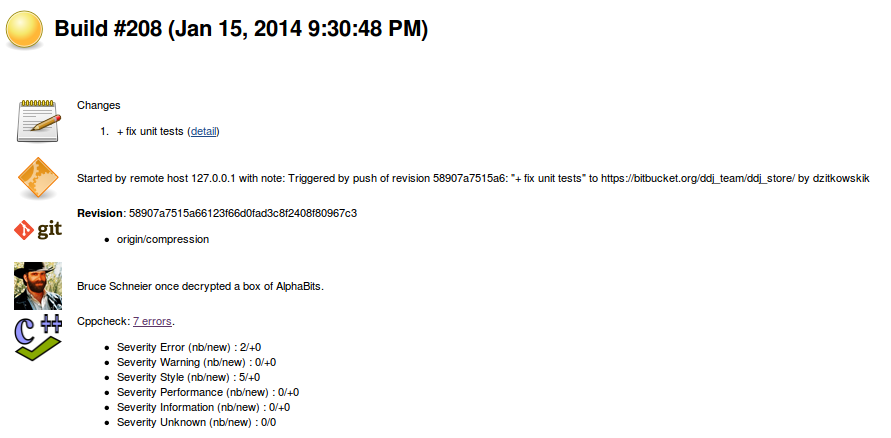 Build #208 (Jan 15, 2014 9:30:48 PM)
Changes
1. + fix unit tests (detail)
Started by remote host 127.0.0.1 with note: Triggered by push of revision 58907a7515a6: "+ fix unit tests" to https://bitbucket.org/ddj_team/ddj_store/ by dzitkowskik
Revision: 58907a7515a66123f66d0fad3c8f2408f80967c3
git
• origin/compression
Bruce Schneier once decrypted a box of AlphaBits.
C++
Cppcheck: 7 errors.
• Severity Error (nb/new) : 2/+0
• Severity Warning (nb/new) : 0/+0
• Severity Style (nb/new) : 5/+0
• Severity Performance (nb/new) : 0/+0
• Severity Information (nb/new) : 0/+0
• Severity Unknown (nb/new) : 0/0